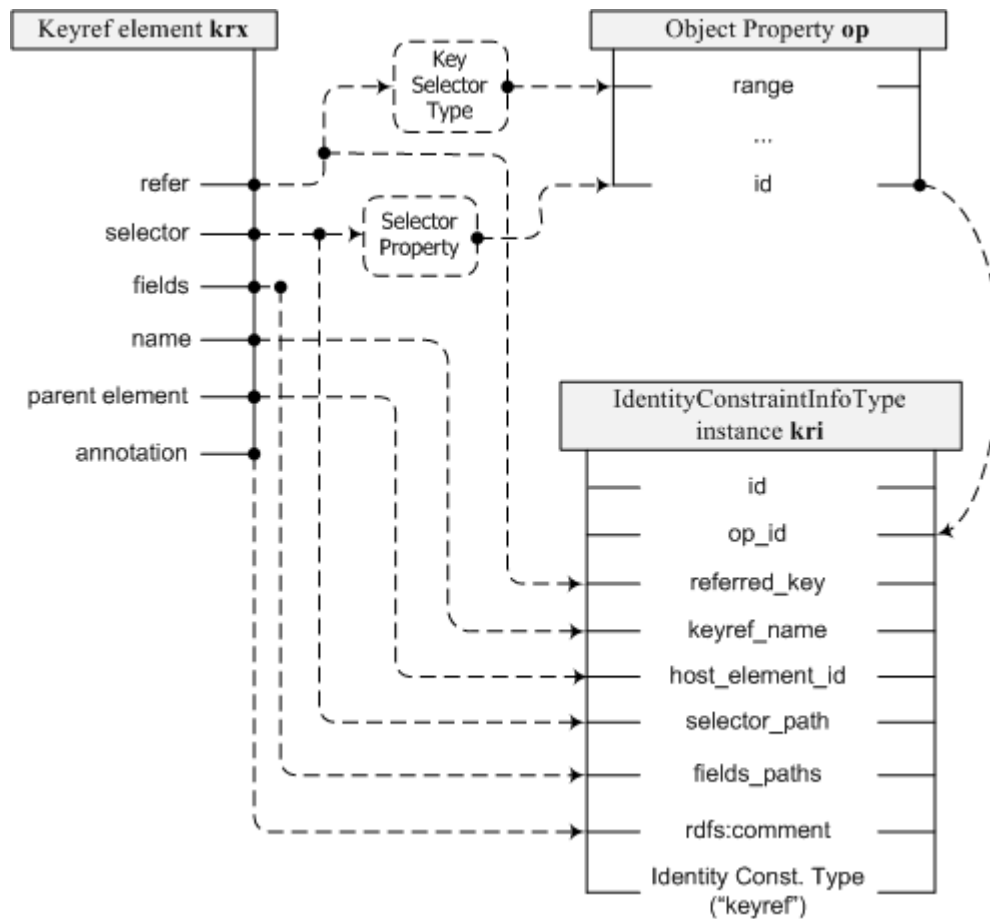 Keyref element krx
Key
Selector
Type
Object Property op
range
...
id
refer
selector
Selector
Property
fields
name
parent element
annotation
IdentityConstraintInfoType
instance kri
id
op_id
referred_key
keyref_name
host_element_id
selector_path
fields_paths
rdfs:comment
Identity Const. Type
(“keyref”)